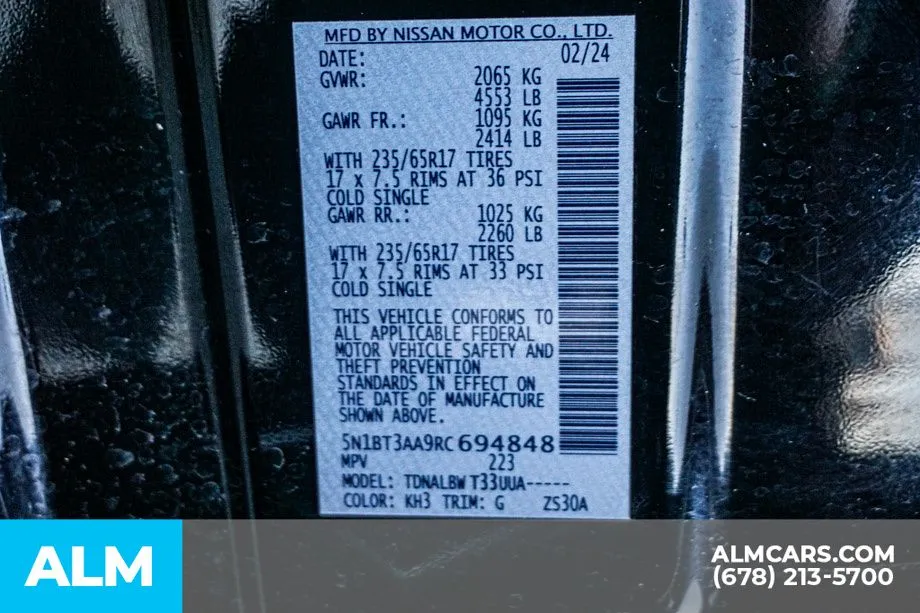 MFD BY NISSAN MOTOR CO., LTD.
DATE: 02/24
GVWR: 2065 KG
4553 LB
GAWR FR.: 1095 KG
2414 LB
WITH 235/65R17 TIRES
17 x 7.5 RIMS AT 36 PSI
COLD SINGLE
GAWR RR.: 1025 KG
2260 LB
WITH 235/65R17 TIRES
17 x 7.5 RIMS AT 33 PSI
COLD SINGLE
THIS VEHICLE CONFORMS TO
ALL APPLICABLE FEDERAL
MOTOR VEHICLE SAFETY AND
THEFT PREVENTION
STANDARDS IN EFFECT ON
THE DATE OF MANUFACTURE
SHOWN ABOVE.
5N1BT3AA9RC694848
MPV 223
MODEL: TDNALBW T33UUA-----
COLOR: KH3 TRIM: G ZS30A
ALM
ALMCARS.COM
(678) 213-5700